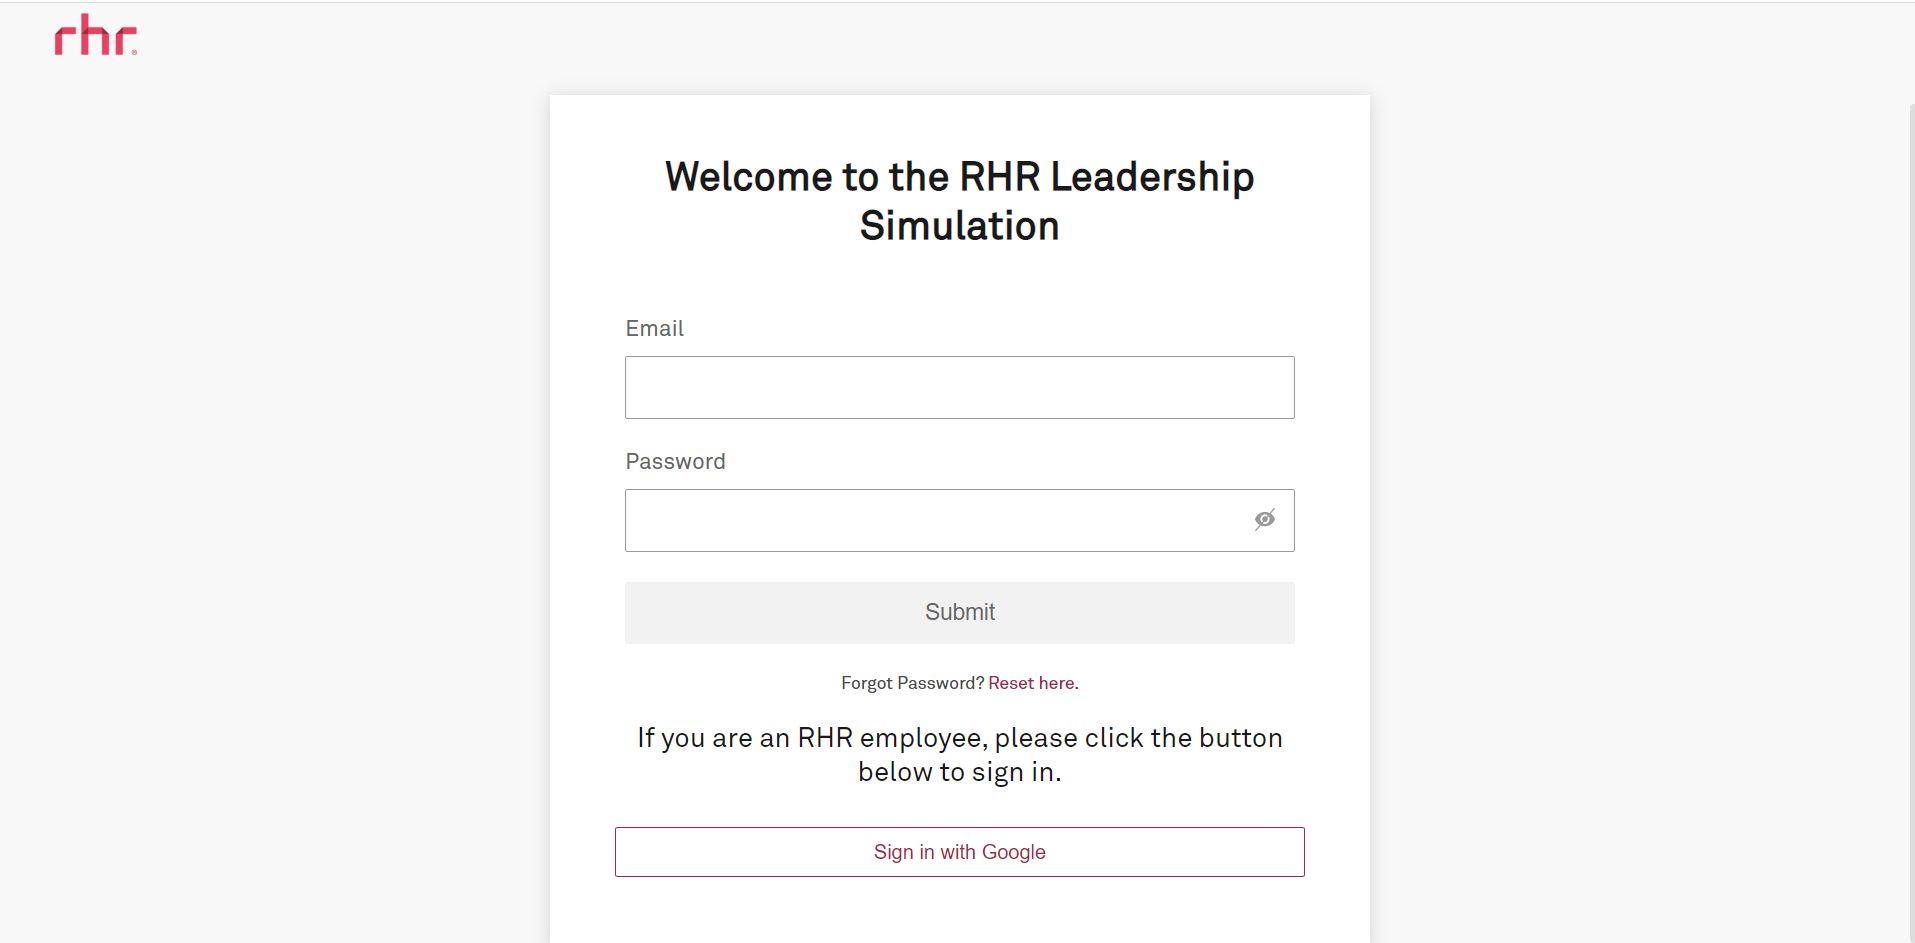 rhr®
Welcome to the RHR Leadership
Simulation
Email
Password
Submit
Forgot Password? Reset here.
If you are an RHR employee, please click the button
below to sign in.
Sign in with Google